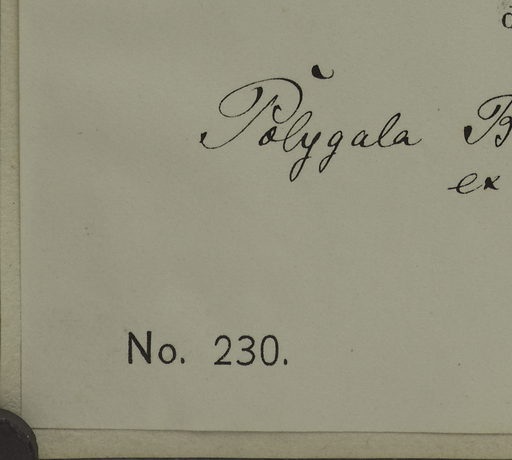 Polygala B
ex
No. 230.